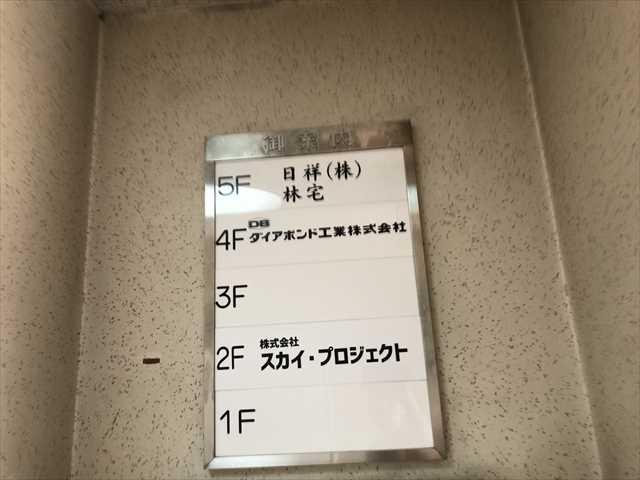 御案内
5F 日祥(株)
林宅
DB
4F ダイアボンド工業株式会社
3F
株式会社
2F スカイ・プロジェクト
1F